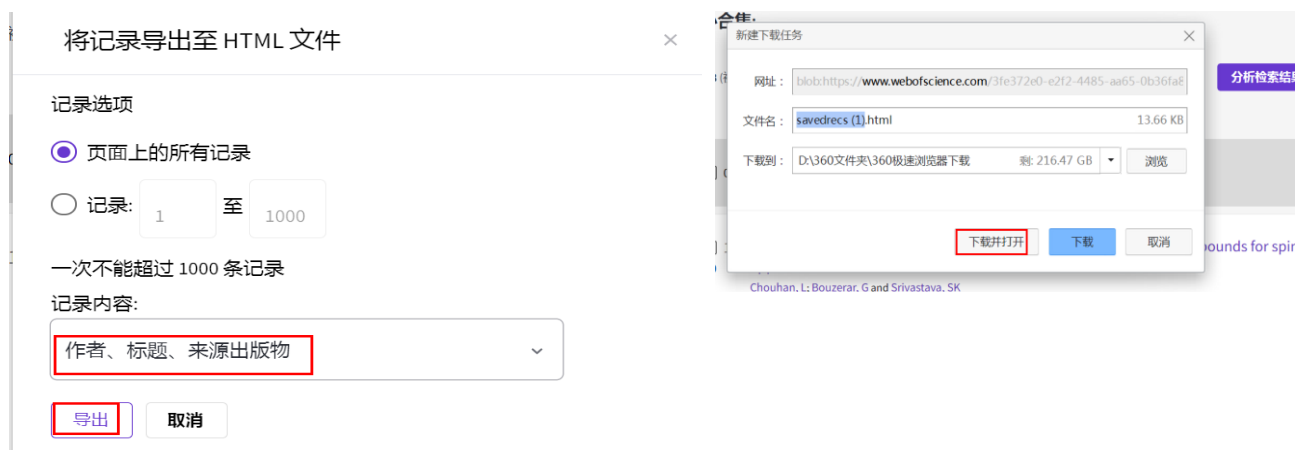 将记录导出至 HTML 文件
记录选项
页面上的所有记录
记录: 1 至 1000
一次不能超过 1000 条记录
记录内容:
作者、标题、来源出版物
导出 取消
合集:
新建下载任务
网址： blob:https://www.webofscience.com/3fe372e0-e2f2-4485-aa65-0b36fa8
分析检索结果
文件名： savedrecs (1).html 13.66 KB
下载到： D:\360文件夹\360极速浏览器下载 剩: 216.47 GB 浏览
下载并打开 下载 取消
ounds for spin
Chouhan, L; Bouzerar, G and Srivastava, SK